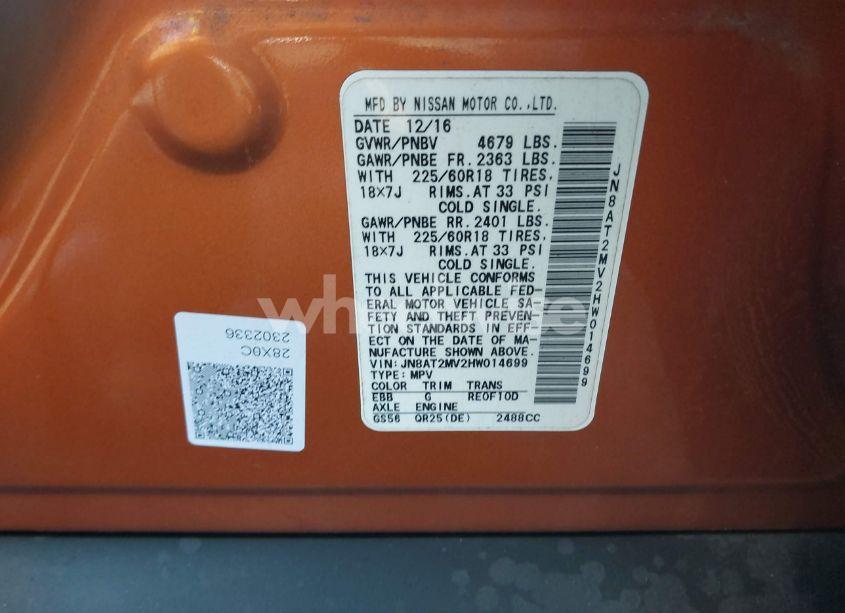 MFD BY NISSAN MOTOR CO.,LTD.
DATE 12/16
GVWR/PNBV 4679 LBS.
GAWR/PNBE FR. 2363 LBS.
WITH 225/60R18 TIRES,
18X7J RIMS.AT 33 PSI
COLD SINGLE.
GAWR/PNBE RR. 2401 LBS.
WITH 225/60R18 TIRES,
18X7J RIMS.AT 33 PSI
COLD SINGLE.
THIS VEHICLE CONFORMS
TO ALL APPLICABLE FED-
ERAL MOTOR VEHICLE SA-
FETY AND THEFT PREVEN-
TION STANDARDS IN EFF-
ECT ON THE DATE OF MA-
NUFACTURE SHOWN ABOVE.
VIN: JN8AT2MV2HW014699
TYPE: MPV
COLOR TRIM TRANS
EBB G RE0F10D
AXLE ENGINE
GS56 QR25(DE) 2488CC
JN8AT2MV2HW014699
28X0C
2302336